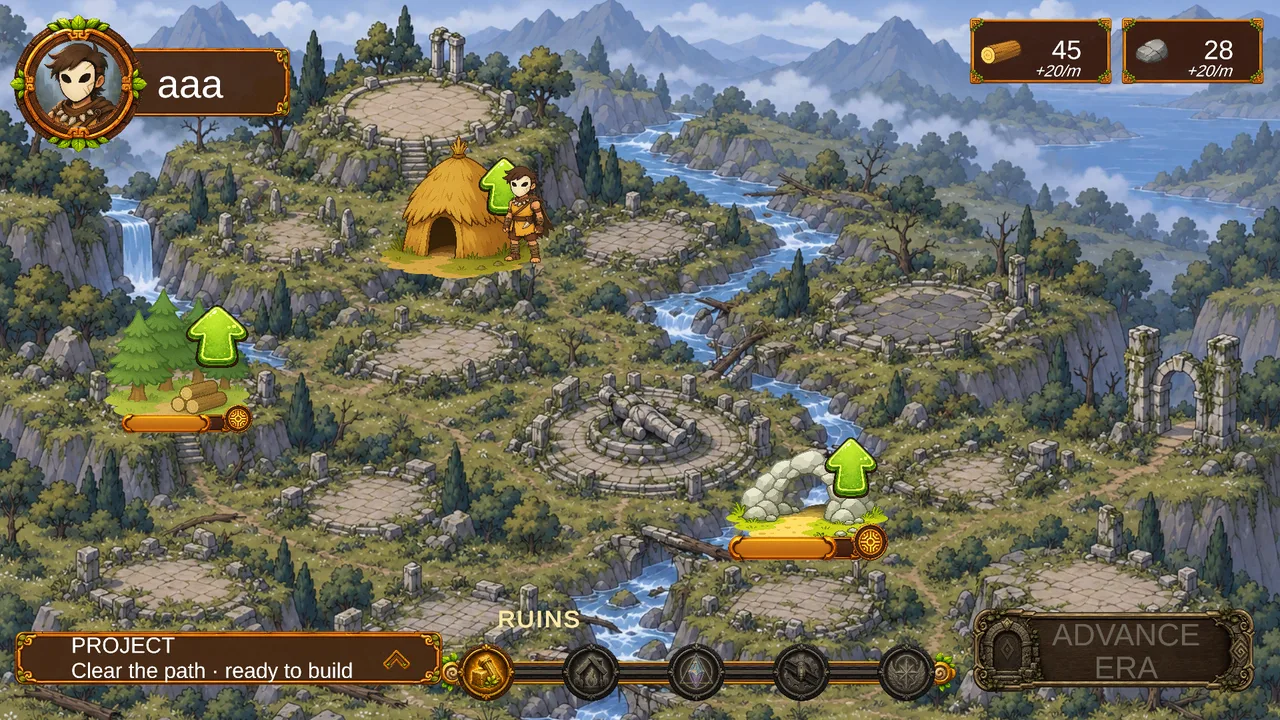 aaa
45
+20/m
28
+20/m
RUINS
PROJECT
Clear the path · ready to build
ADVANCE
ERA